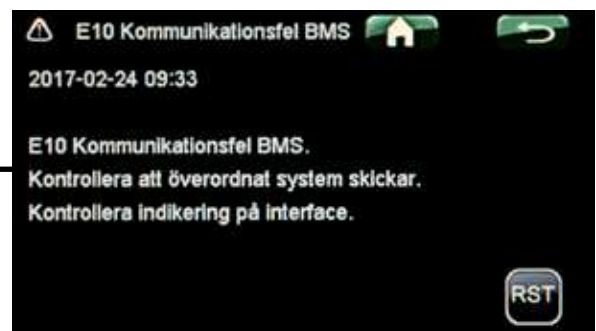 E10 Kommunikationsfel BMS
2017-02-24 09:33
E10 Kommunikationsfel BMS.
Kontrollera att överordnat system skickar.
Kontrollera indikering på interface.
RST